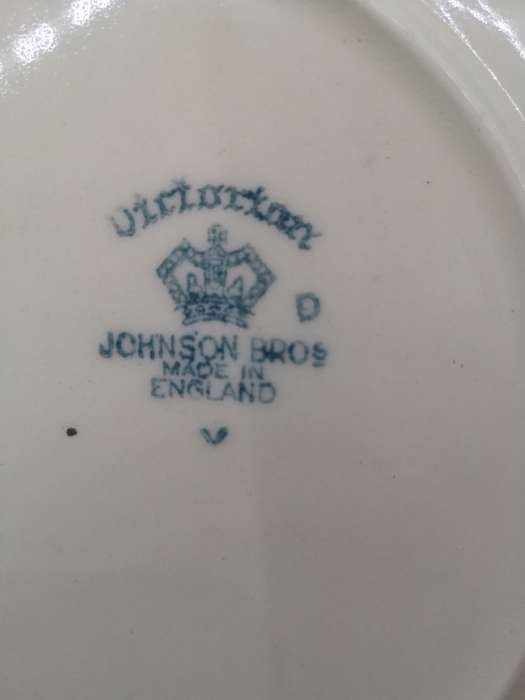 Victorian
D
JOHNSON BROS
MADE IN
ENGLAND
V